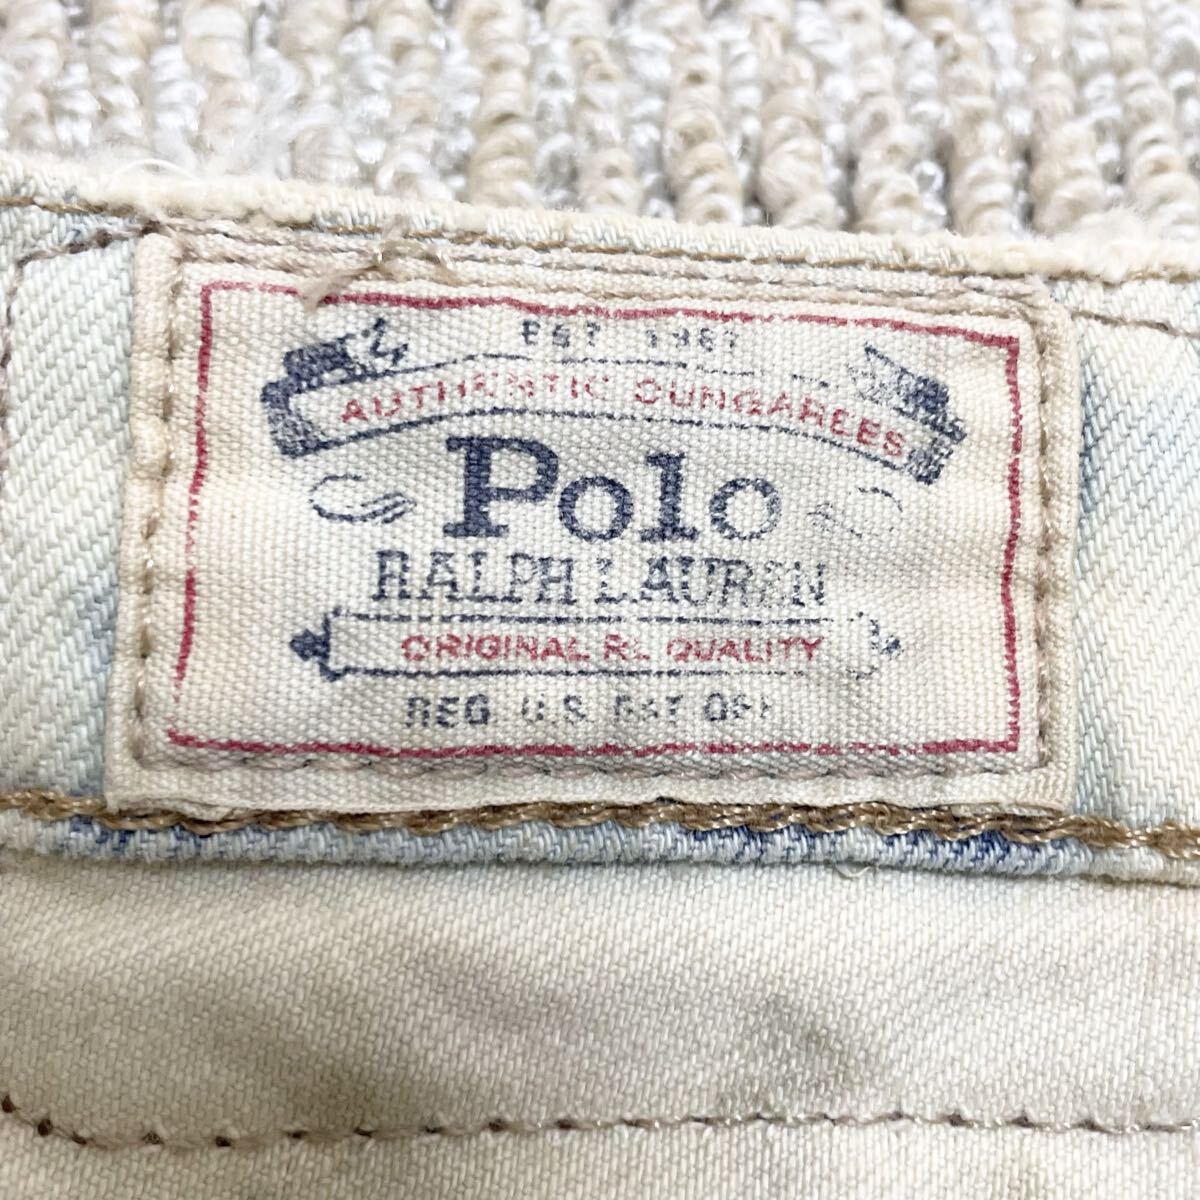 EST 1967
AUTHENTIC DUNGAREES
Polo
RALPH LAUREN
ORIGINAL RL QUALITY
REG. U.S. PAT OFF